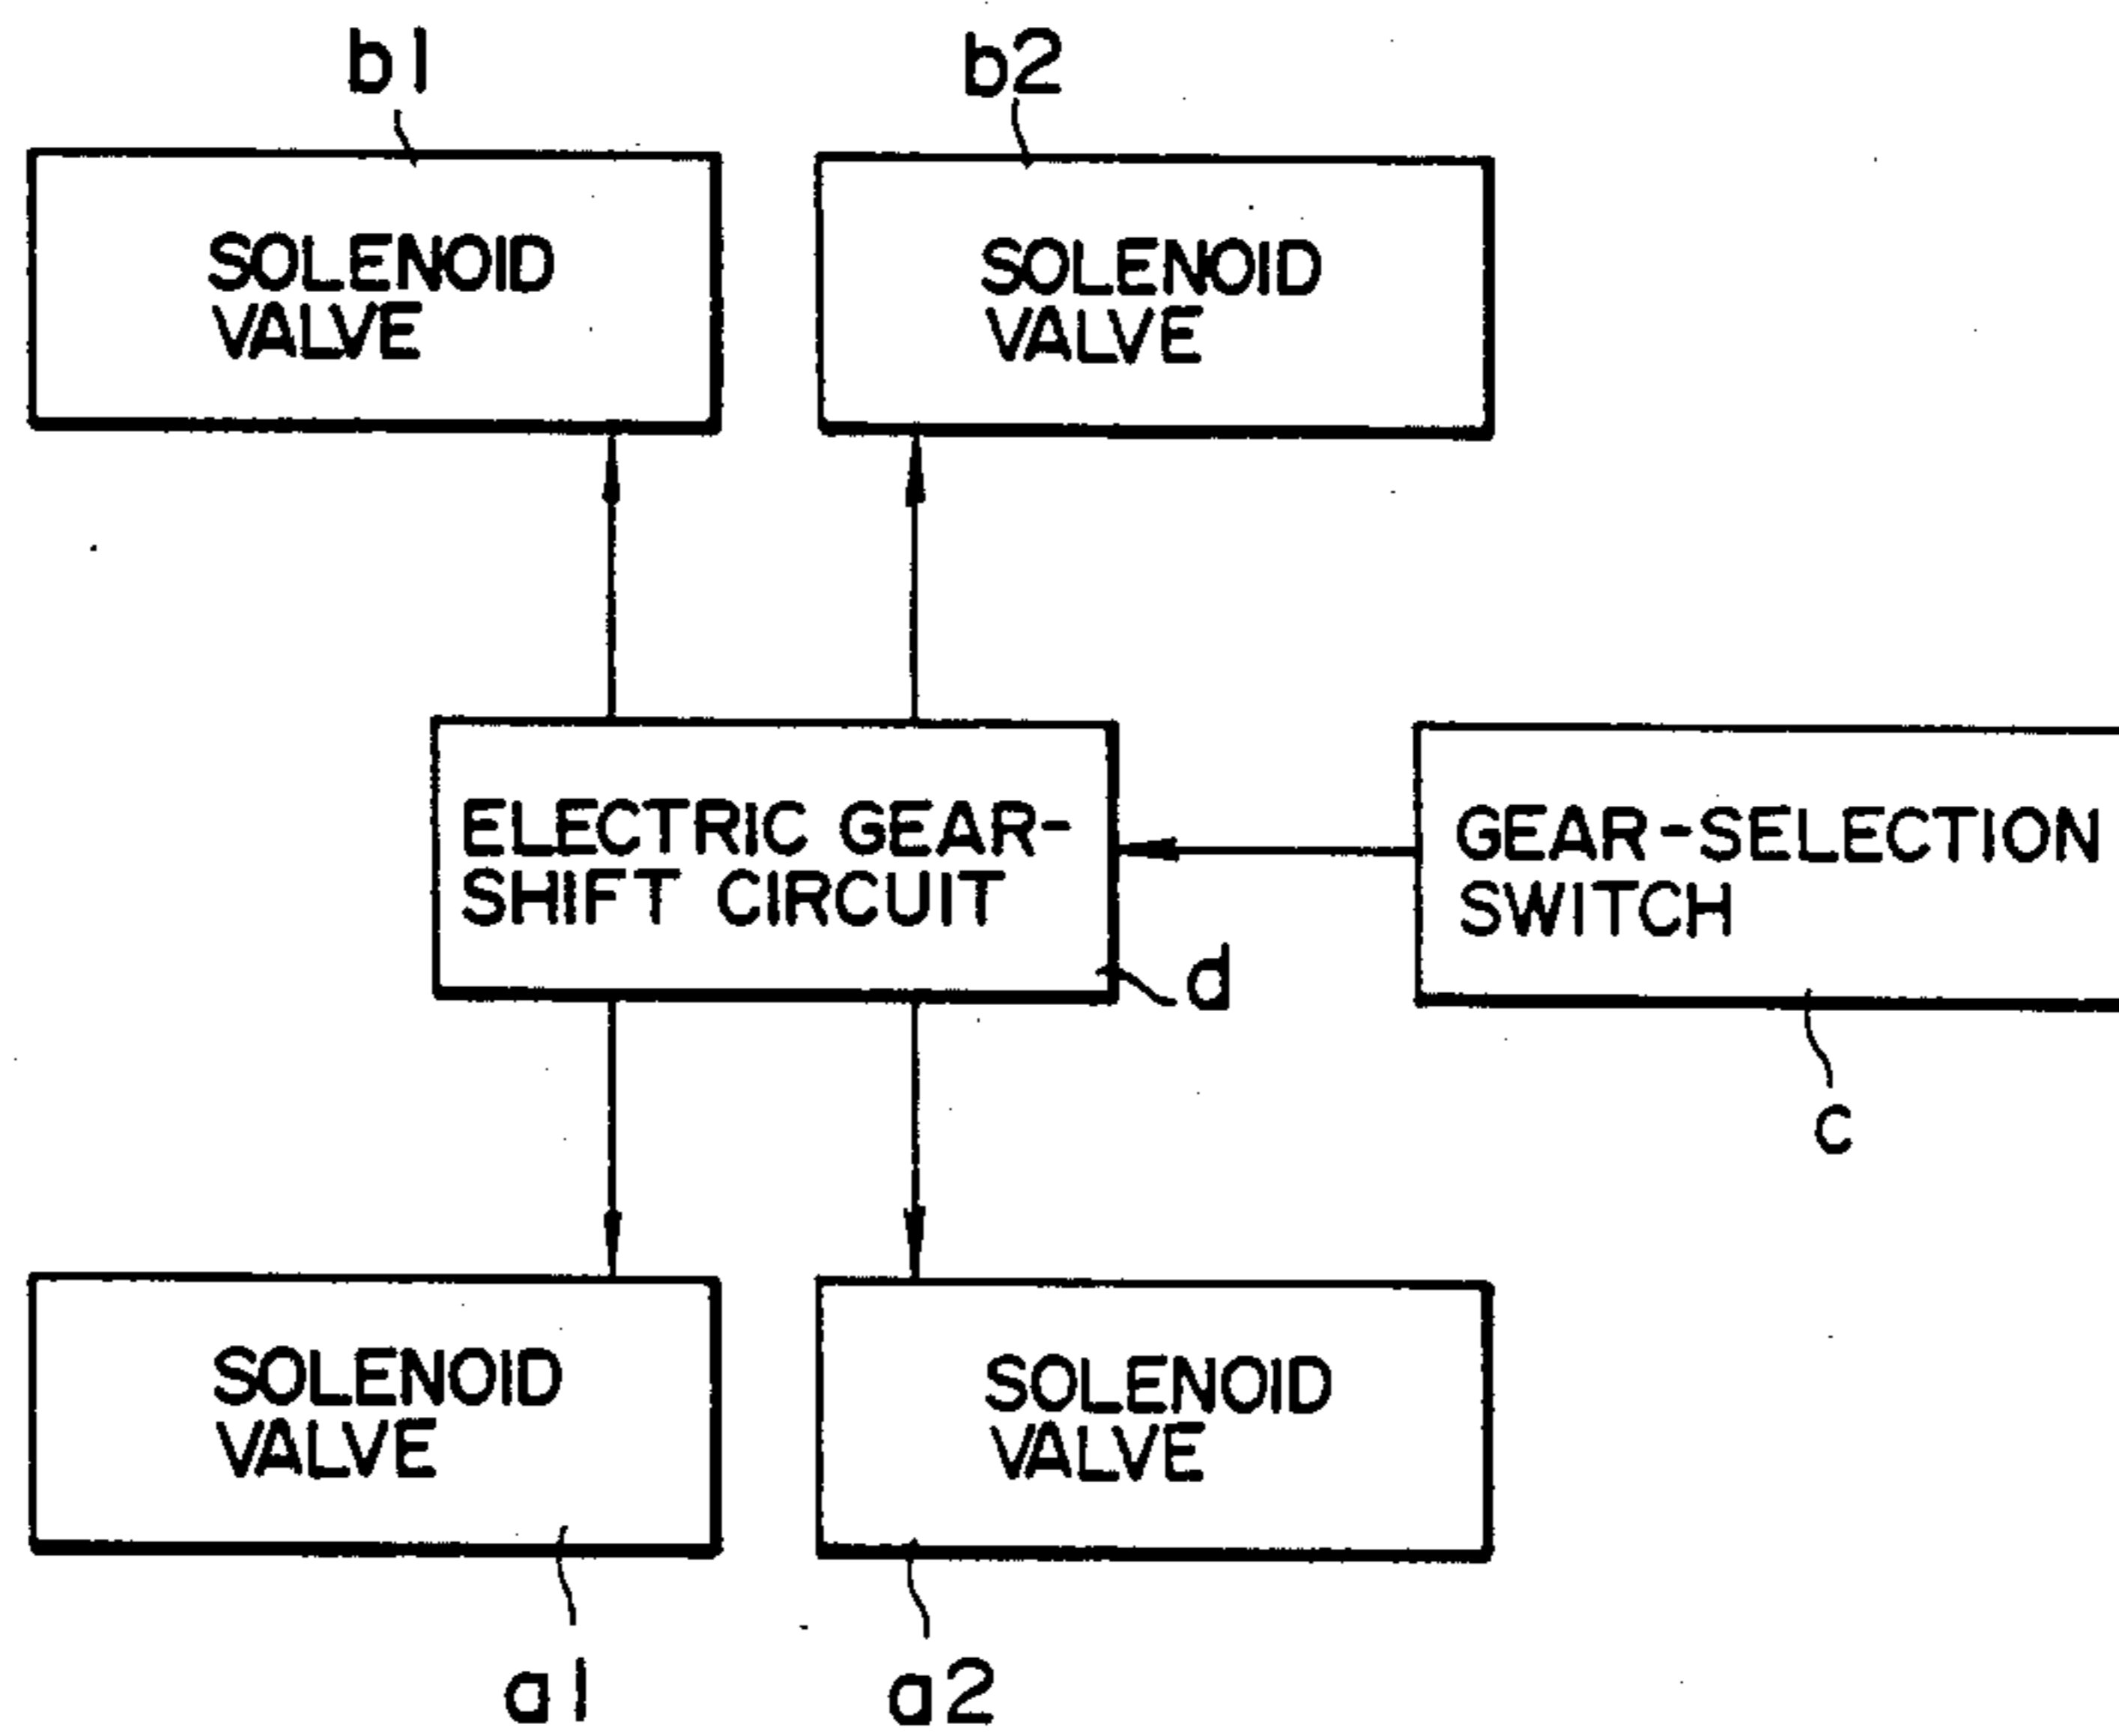 b1
b2
SOLENOID
VALVE
SOLENOID
VALVE
ELECTRIC GEAR-
SHIFT CIRCUIT
GEAR-SELECTION
SWITCH
d
c
SOLENOID
VALVE
SOLENOID
VALVE
a1
a2